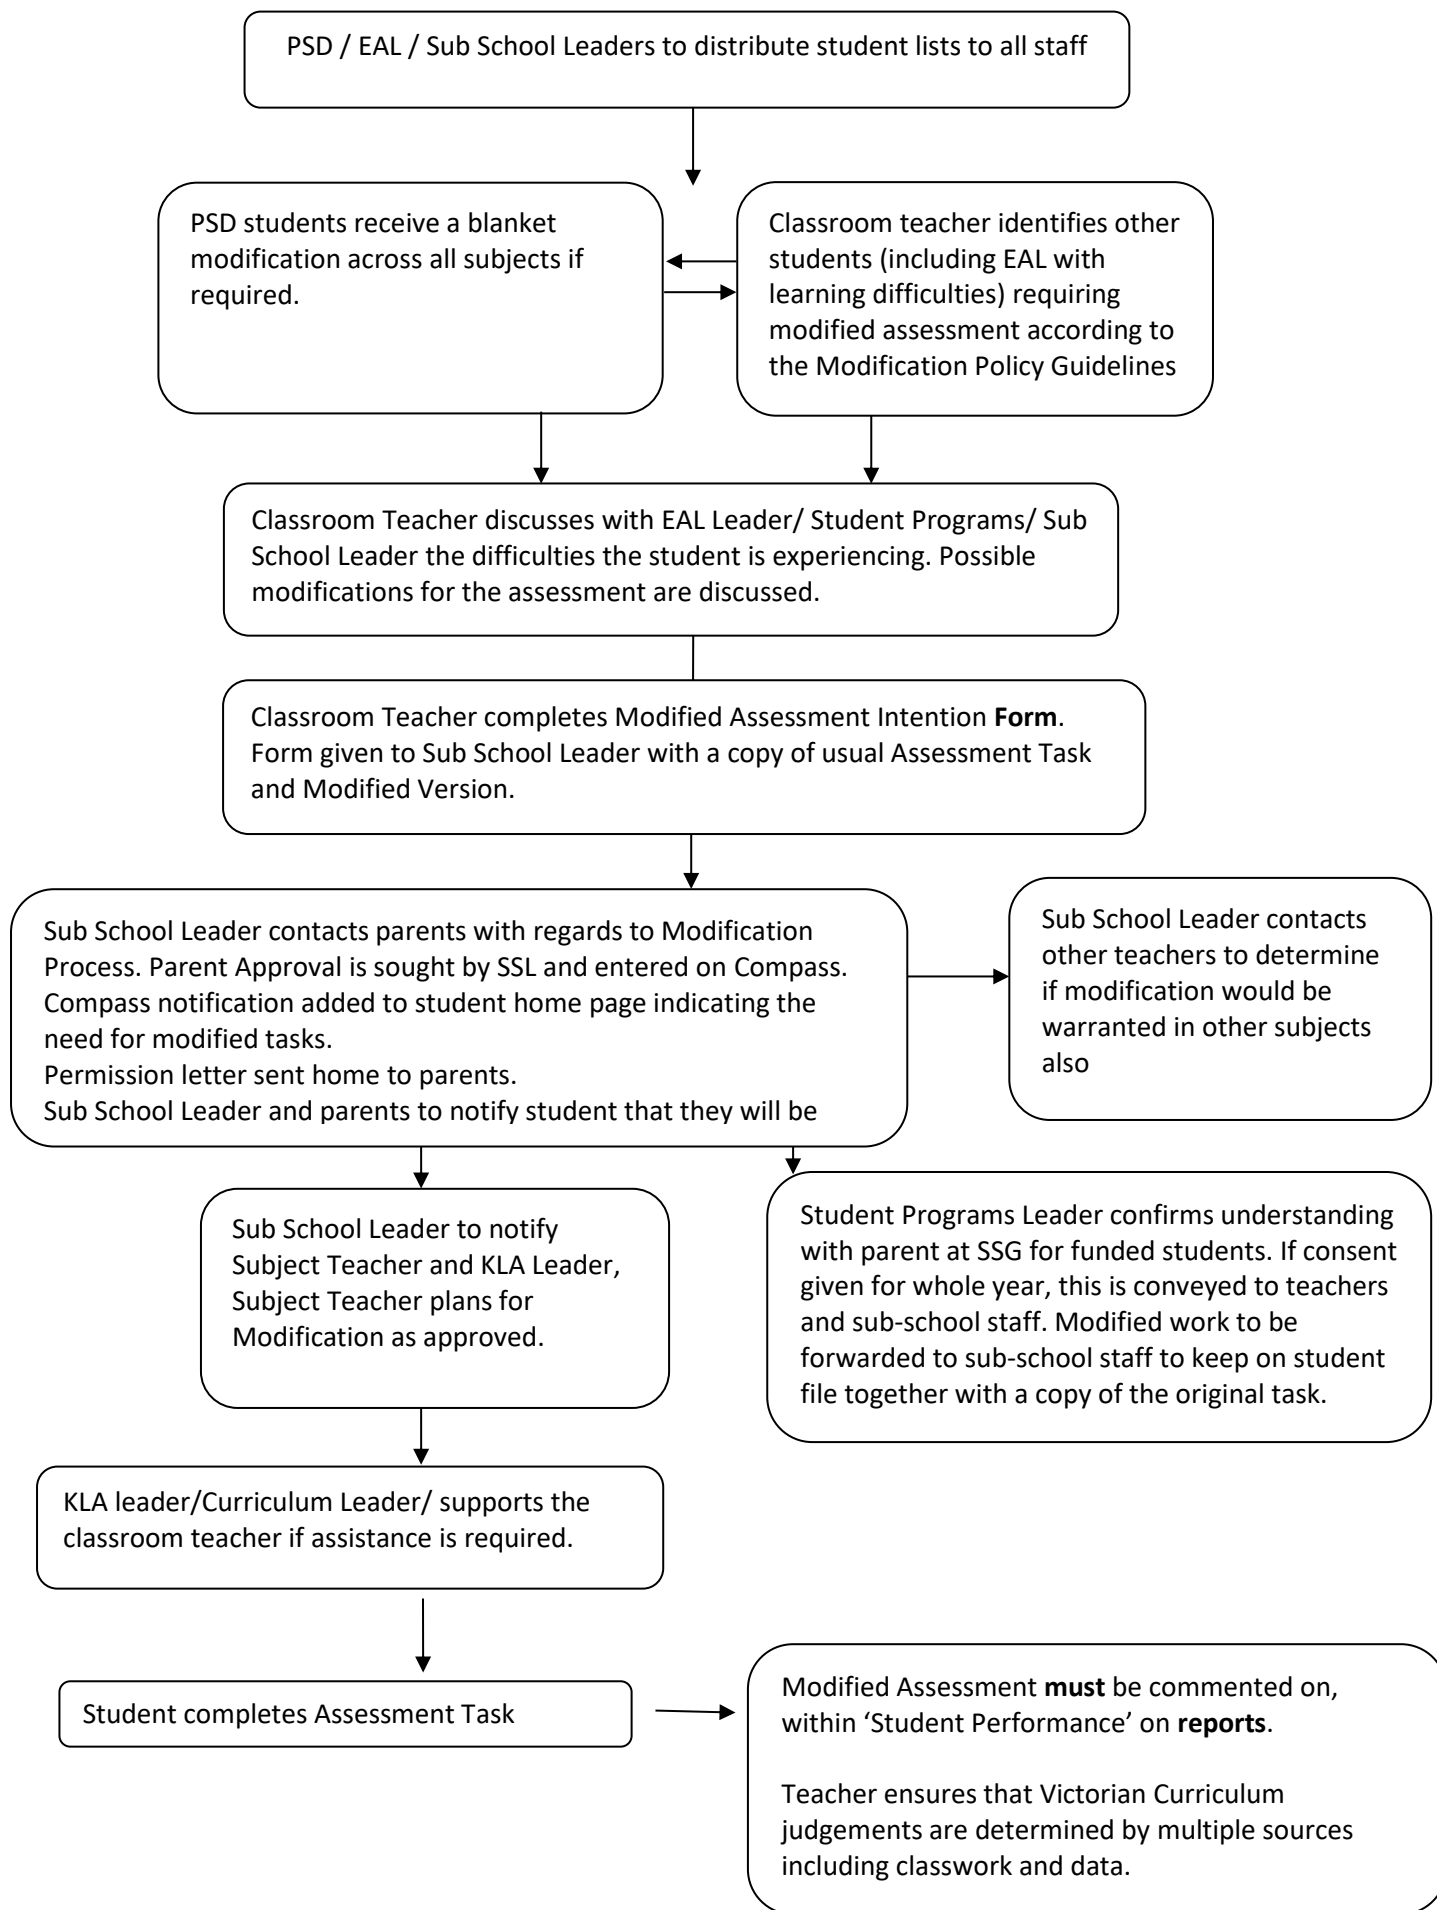 PSD / EAL / Sub School Leaders to distribute student lists to all staff
PSD students receive a blanket
modification across all subjects if
required.
Classroom teacher identifies other
students (including EAL with
learning difficulties) requiring
modified assessment according to
the Modification Policy Guidelines
Classroom Teacher discusses with EAL Leader/ Student Programs/ Sub
School Leader the difficulties the student is experiencing. Possible
modifications for the assessment are discussed.
Classroom Teacher completes Modified Assessment Intention Form.
Form given to Sub School Leader with a copy of usual Assessment Task
and Modified Version.
Sub School Leader contacts parents with regards to Modification
Process. Parent Approval is sought by SSL and entered on Compass.
Compass notification added to student home page indicating the
need for modified tasks.
Permission letter sent home to parents.
Sub School Leader and parents to notify student that they will be
Sub School Leader contacts
other teachers to determine
if modification would be
warranted in other subjects
also
Sub School Leader to notify
Subject Teacher and KLA Leader,
Subject Teacher plans for
Modification as approved.
Student Programs Leader confirms understanding
with parent at SSG for funded students. If consent
given for whole year, this is conveyed to teachers
and sub-school staff. Modified work to be
forwarded to sub-school staff to keep on student
file together with a copy of the original task.
KLA leader/Curriculum Leader/ supports the
classroom teacher if assistance is required.
Student completes Assessment Task
Modified Assessment must be commented on,
within ‘Student Performance’ on reports.
Teacher ensures that Victorian Curriculum
judgements are determined by multiple sources
including classwork and data.